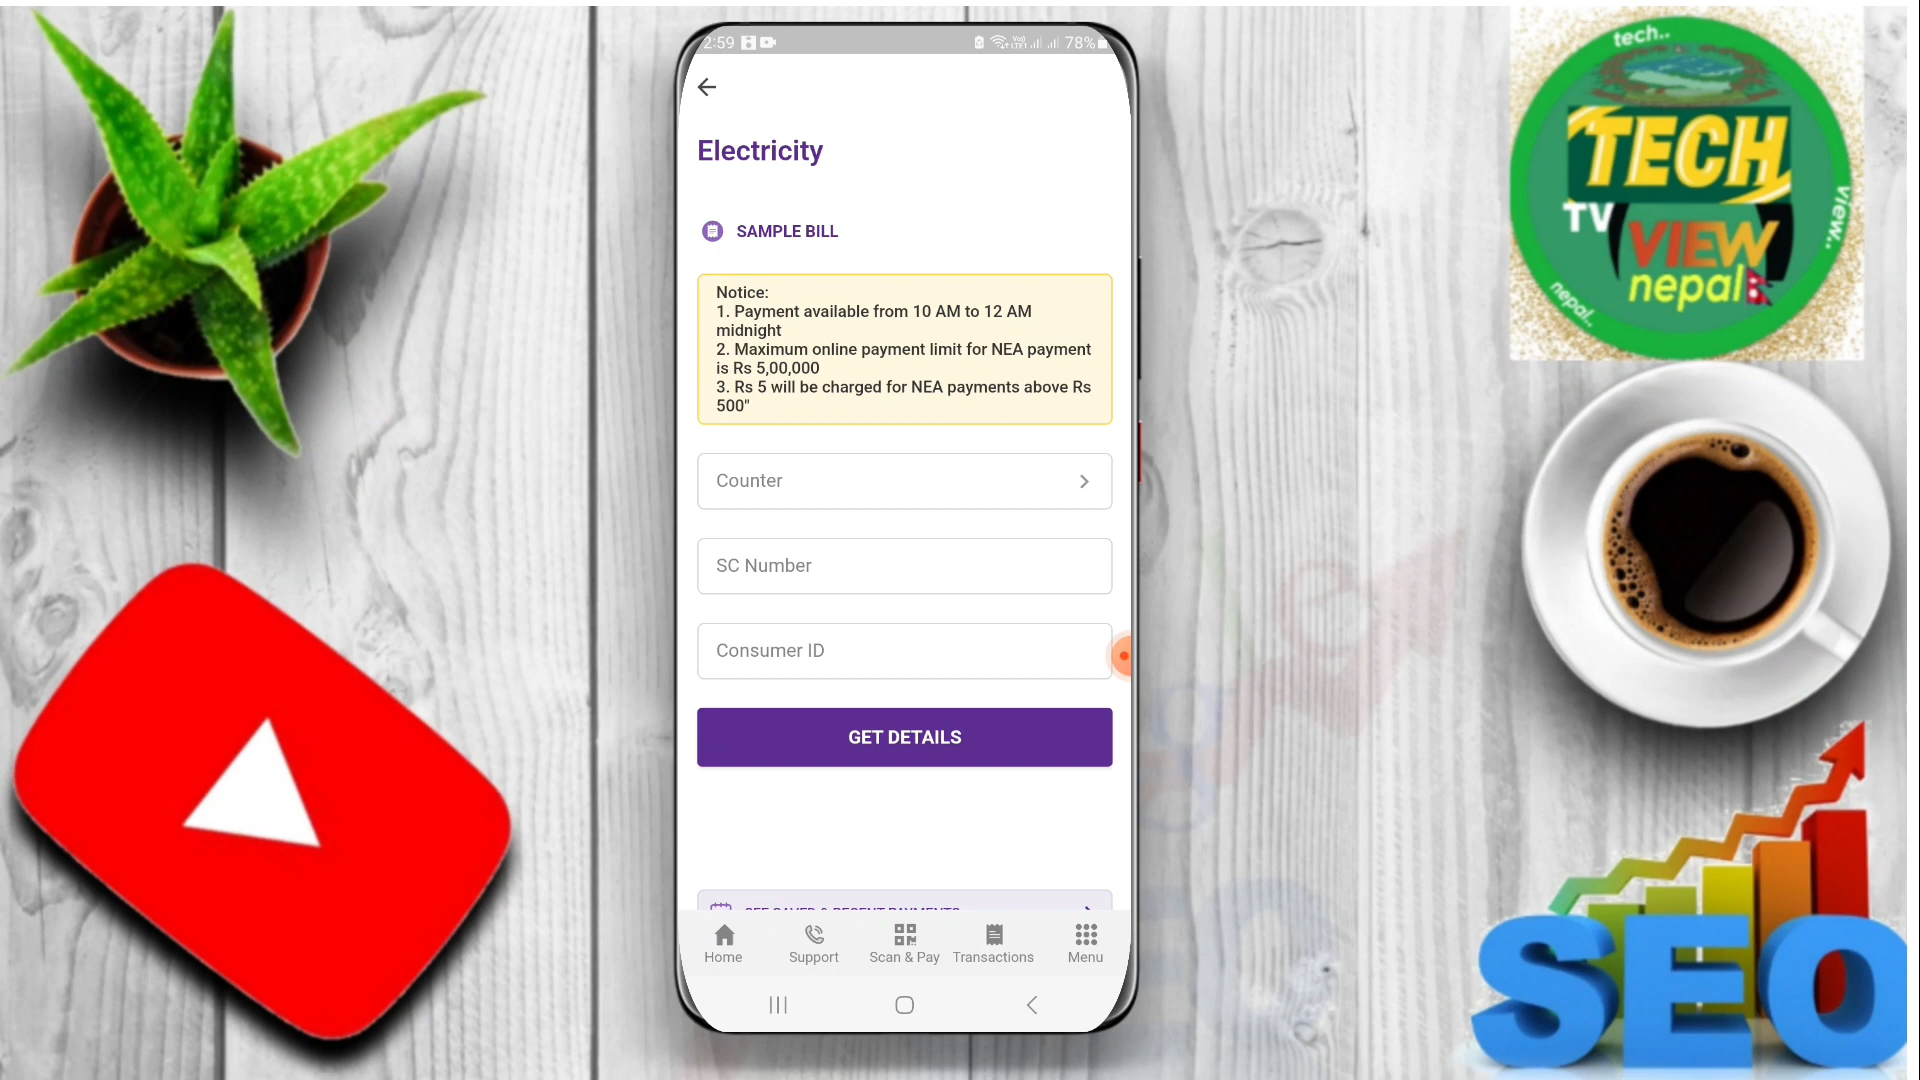 2:59
Vo)
LTE1
78%
Electricity
SAMPLE BILL
Notice:
1. Payment available from 10 AM to 12 AM
midnight
2. Maximum online payment limit for NEA payment
is Rs 5,00,000
3. Rs 5 will be charged for NEA payments above Rs
500"
Counter
SC Number
Consumer ID
GET DETAILS
SEE SAVED & RECENT PAYMENTS
Home
Support
Scan & Pay
Transactions
Menu
tech..
TECH
TV
VIEW
nepal
view..
nepal..
SEO